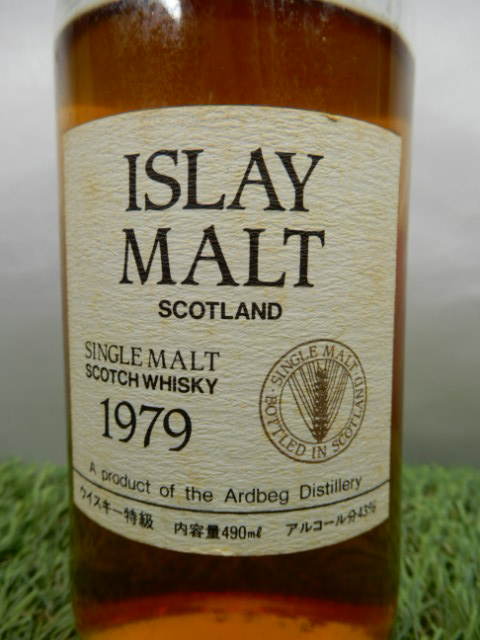 ISLAY
MALT
SCOTLAND
SINGLE MALT
SCOTCH WHISKY
1979
· SINGLE MALT · BOTTLED IN SCOTLAND
A product of the Ardbeg Distillery
ウイスキー特級 内容量490ml アルコール分43%